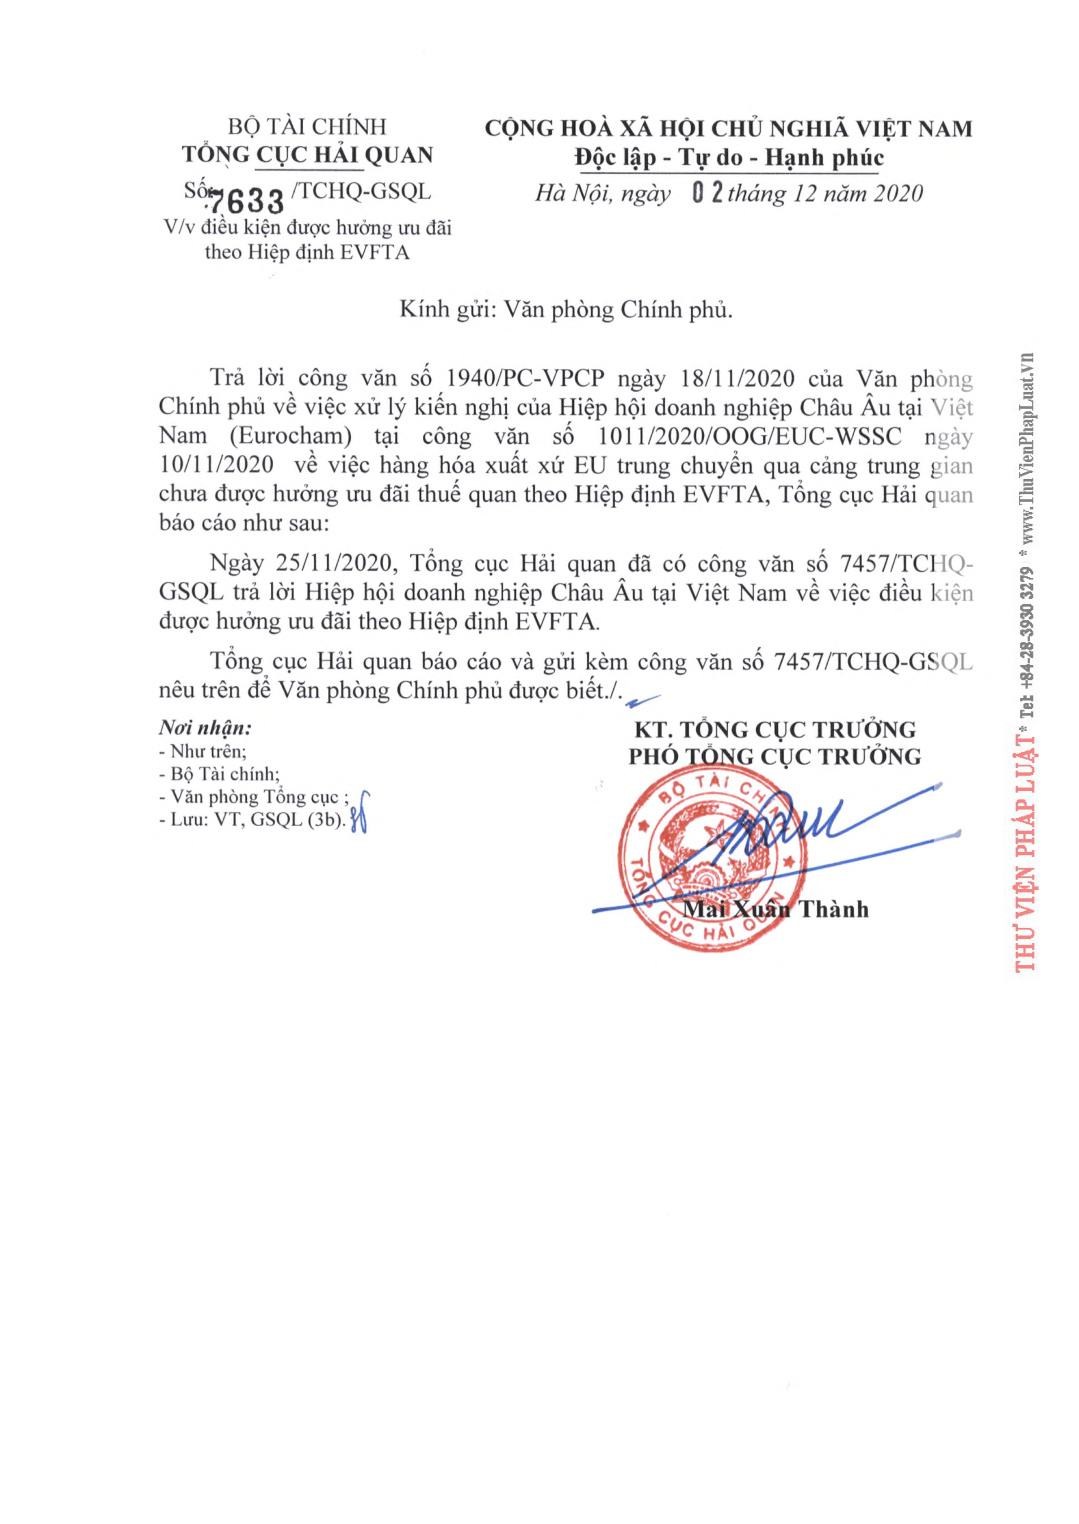 BỘ TÀI CHÍNH
TỔNG CỤC HẢI QUAN
Số: 7633 /TCHQ-GSQL
V/v điều kiện được hưởng ưu đãi
theo Hiệp định EVFTA
CỘNG HOÀ XÃ HỘI CHỦ NGHIÃ VIỆT NAM
Độc lập - Tự do - Hạnh phúc
Hà Nội, ngày 02 tháng 12 năm 2020
Kính gửi: Văn phòng Chính phủ.
Trả lời công văn số 1940/PC-VPCP ngày 18/11/2020 của Văn phòng
Chính phủ về việc xử lý kiến nghị của Hiệp hội doanh nghiệp Châu Âu tại Việt
Nam (Eurocham) tại công văn số 1011/2020/OOG/EUC-WSSC ngày
10/11/2020 về việc hàng hóa xuất xứ EU trung chuyển qua cảng trung gian
chưa được hưởng ưu đãi thuế quan theo Hiệp định EVFTA, Tổng cục Hải quan
báo cáo như sau:
Ngày 25/11/2020, Tổng cục Hải quan đã có công văn số 7457/TCHQ-
GSQL trả lời Hiệp hội doanh nghiệp Châu Âu tại Việt Nam về việc điều kiện
được hưởng ưu đãi theo Hiệp định EVFTA.
Tổng cục Hải quan báo cáo và gửi kèm công văn số 7457/TCHQ-GSQL
nêu trên để Văn phòng Chính phủ được biết./.
Nơi nhận:
- Như trên;
- Bộ Tài chính;
- Văn phòng Tổng cục ;
- Lưu: VT, GSQL (3b).
KT. TỔNG CỤC TRƯỞNG
PHÓ TỔNG CỤC TRƯỞNG
BỘ TÀI CHÍNH
TỔNG CỤC HẢI QUAN
Mai Xuân Thành
THƯ VIỆN PHÁP LUẬT * Tel: +84-28-3930 3279 * www.ThuVienPhapLuat.vn